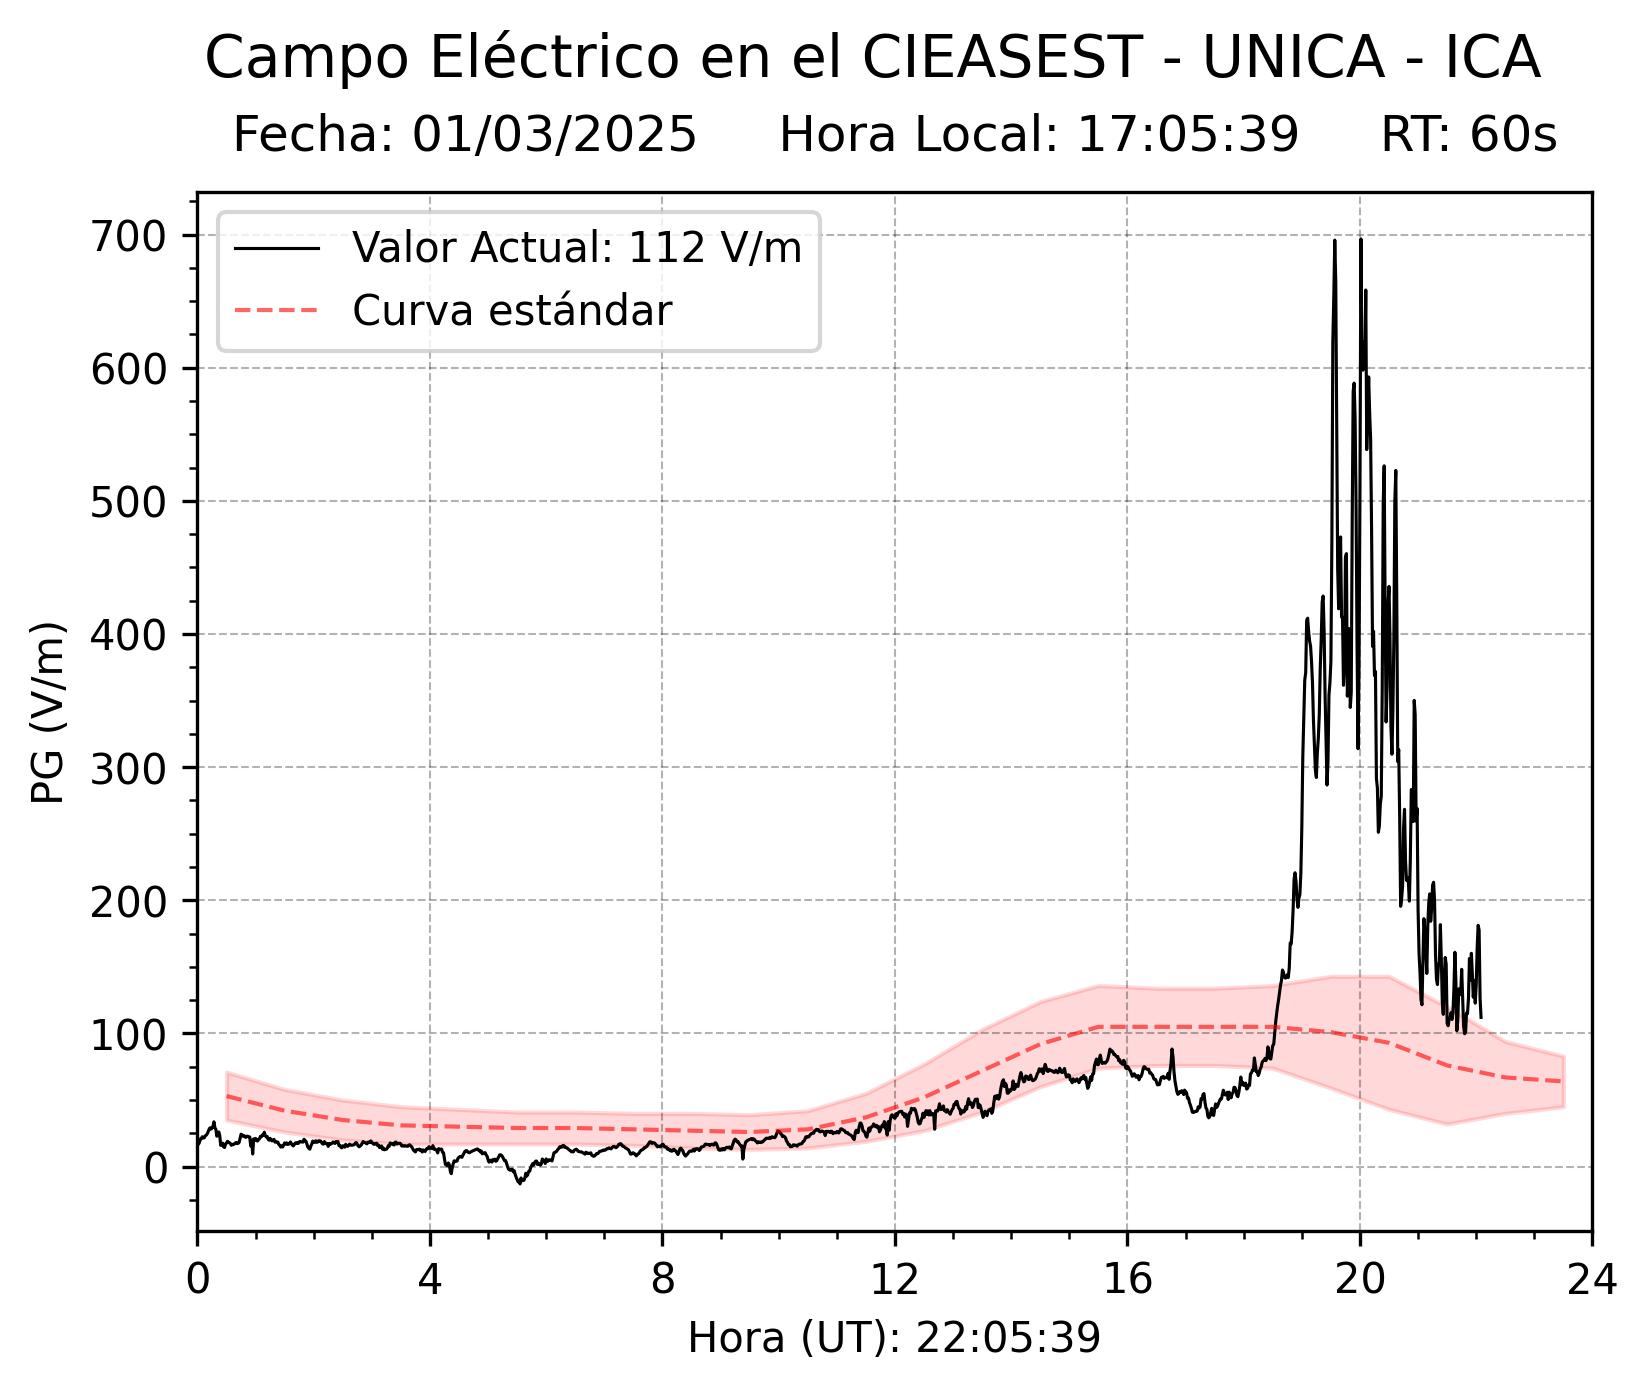 Campo Eléctrico en el CIEASEST - UNICA - ICA
Fecha: 01/03/2025 Hora Local: 17:05:39 RT: 60s
Valor Actual: 112 V/m
Curva estándar
PG (V/m)
700
600
500
400
300
200
100
0
0 4 8 12 16 20 24
Hora (UT): 22:05:39